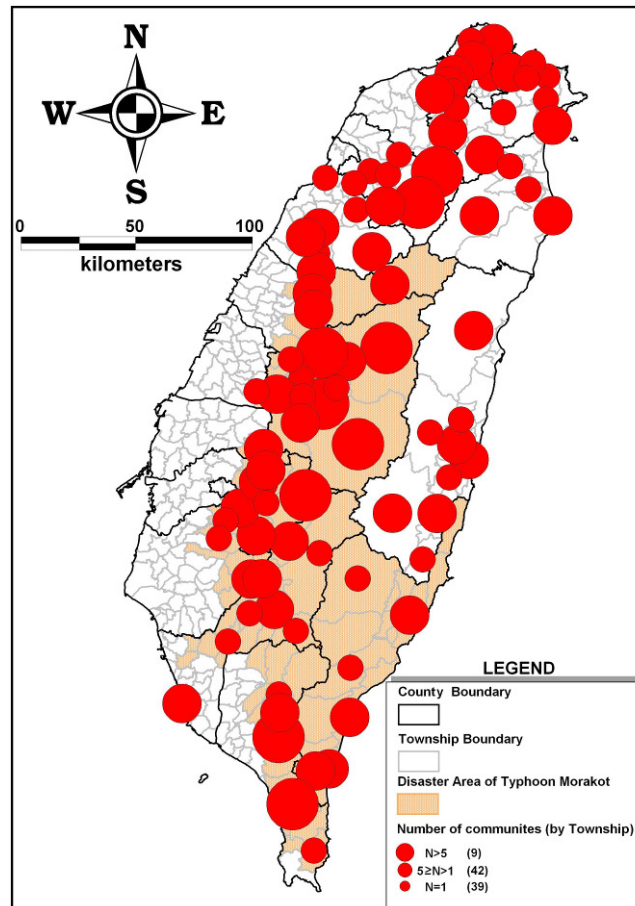 N
W E
S
0 50 100
kilometers
LEGEND
County Boundary
Township Boundary
Disaster Area of Typhoon Morakot
Number of communites (by Township)
N>5 (9)
5≥N>1 (42)
N=1 (39)